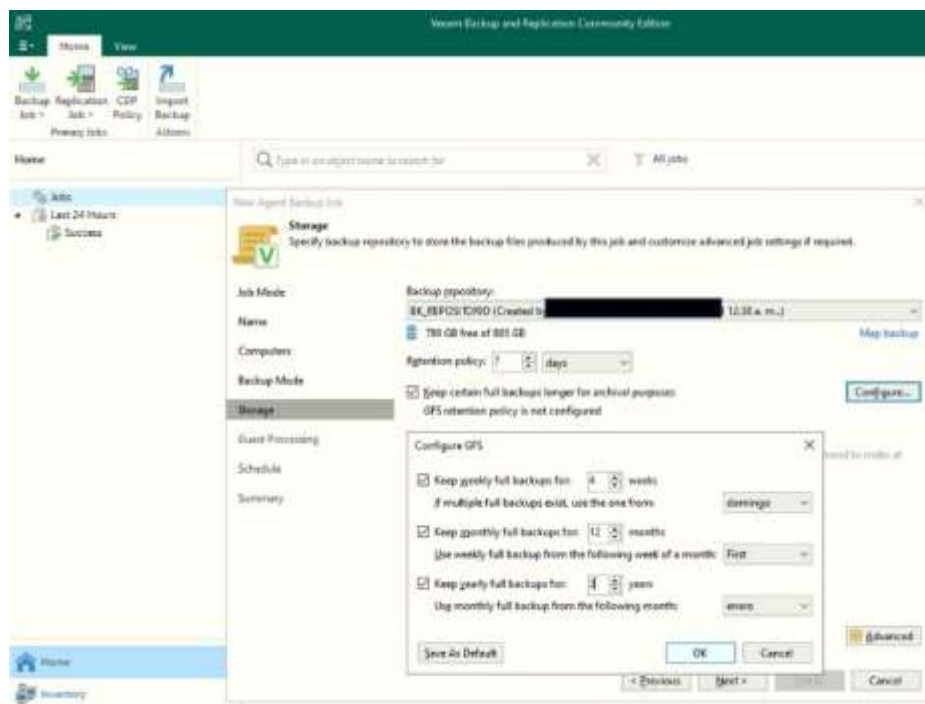 Veeam Backup and Replication Community Edition
Home View
Backup Job Replication Job CDP Policy Import Backup
Primary Jobs Actions
Home
Type in an object name to search for
All jobs
Jobs
Last 24 Hours
Success
New Agent Backup Job
Storage
Specify backup repository to store the backup files produced by this job and customize advanced job settings if required.
Job Mode
Name
Computers
Backup Mode
Storage
Guest Processing
Schedule
Summary
Backup repository:
BK_REPOSITORIO (Created by 12:38 a. m..)
free of
Map backup
Retention policy: 7 days
Keep certain full backups longer for archival purposes
GFS retention policy is not configured
Configure...
Configure GFS
Keep weekly full backups for: 4 weeks
If multiple full backups exist, use the one from: domingo
Keep monthly full backups for: 12 months
Use weekly full backup from the following week of a month: First
Keep yearly full backups for: years
Use monthly full backup from the following month: enero
Save As Default OK Cancel
Advanced
< Previous Next > Cancel
Home
Inventory